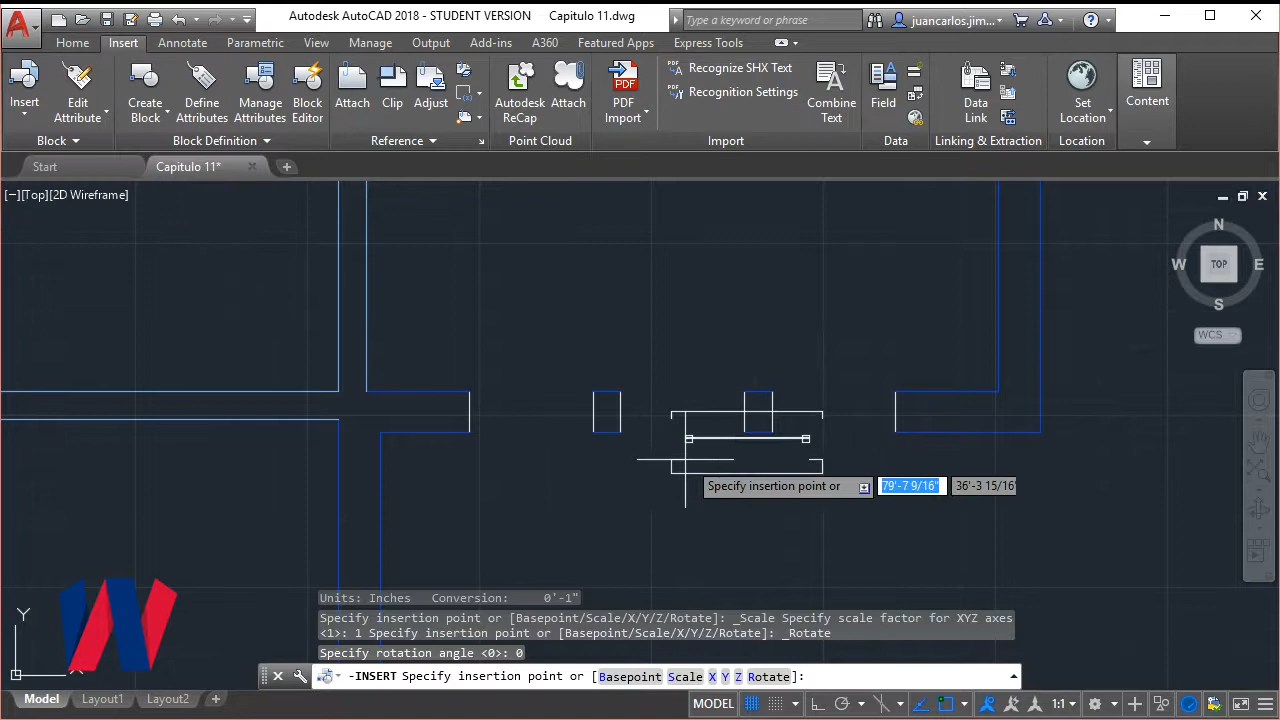 Autodesk AutoCAD 2018 - STUDENT VERSION Capitulo 11.dwg
Type a keyword or phrase
juancarlos.jim...
Home Insert Annotate Parametric View Manage Output Add-ins A360 Featured Apps Express Tools
Insert
Edit Attribute
Create Block
Define Attributes
Manage Attributes
Block Editor
Attach
Clip
Adjust
Autodesk ReCap
Attach
PDF
PDF Import
Recognize SHX Text
Recognition Settings
Combine Text
Field
Data Link
Set Location
Content
Block Block Definition Reference Point Cloud Import Data Linking & Extraction Location
Start Capitulo 11*
[−][Top][2D Wireframe]
N
W TOP E
S
WCS
Specify insertion point or 79'-7 9/16" 36'-3 15/16"
Units: Inches Conversion: 0'-1"
Specify insertion point or [Basepoint/Scale/X/Y/Z/Rotate]: _Scale Specify scale factor for XYZ axes
<1>: 1 Specify insertion point or [Basepoint/Scale/X/Y/Z/Rotate]: _Rotate
Specify rotation angle <0>: 0
-INSERT Specify insertion point or [Basepoint Scale X Y Z Rotate]:
Y
Model Layout1 Layout2
MODEL 1:1